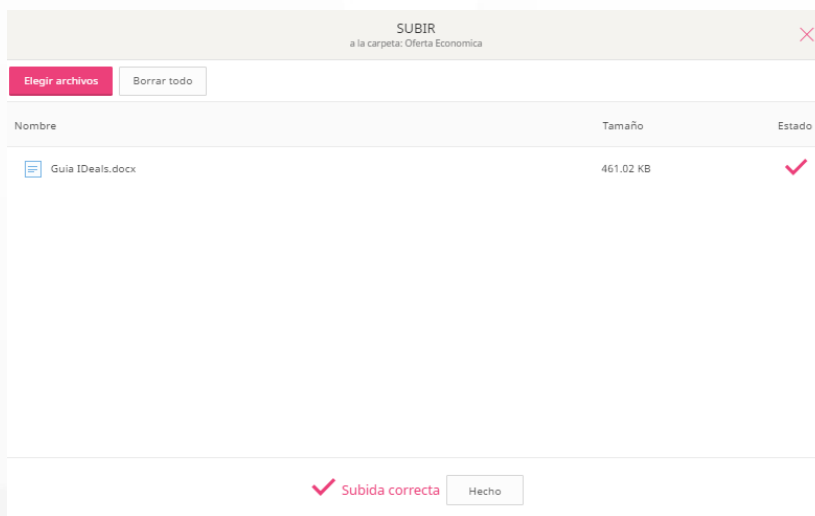 SUBIR
a la carpeta: Oferta Economica
Elegir archivos Borrar todo
Nombre Tamaño Estado
Guia IDeals.docx 461.02 KB
Subida correcta Hecho